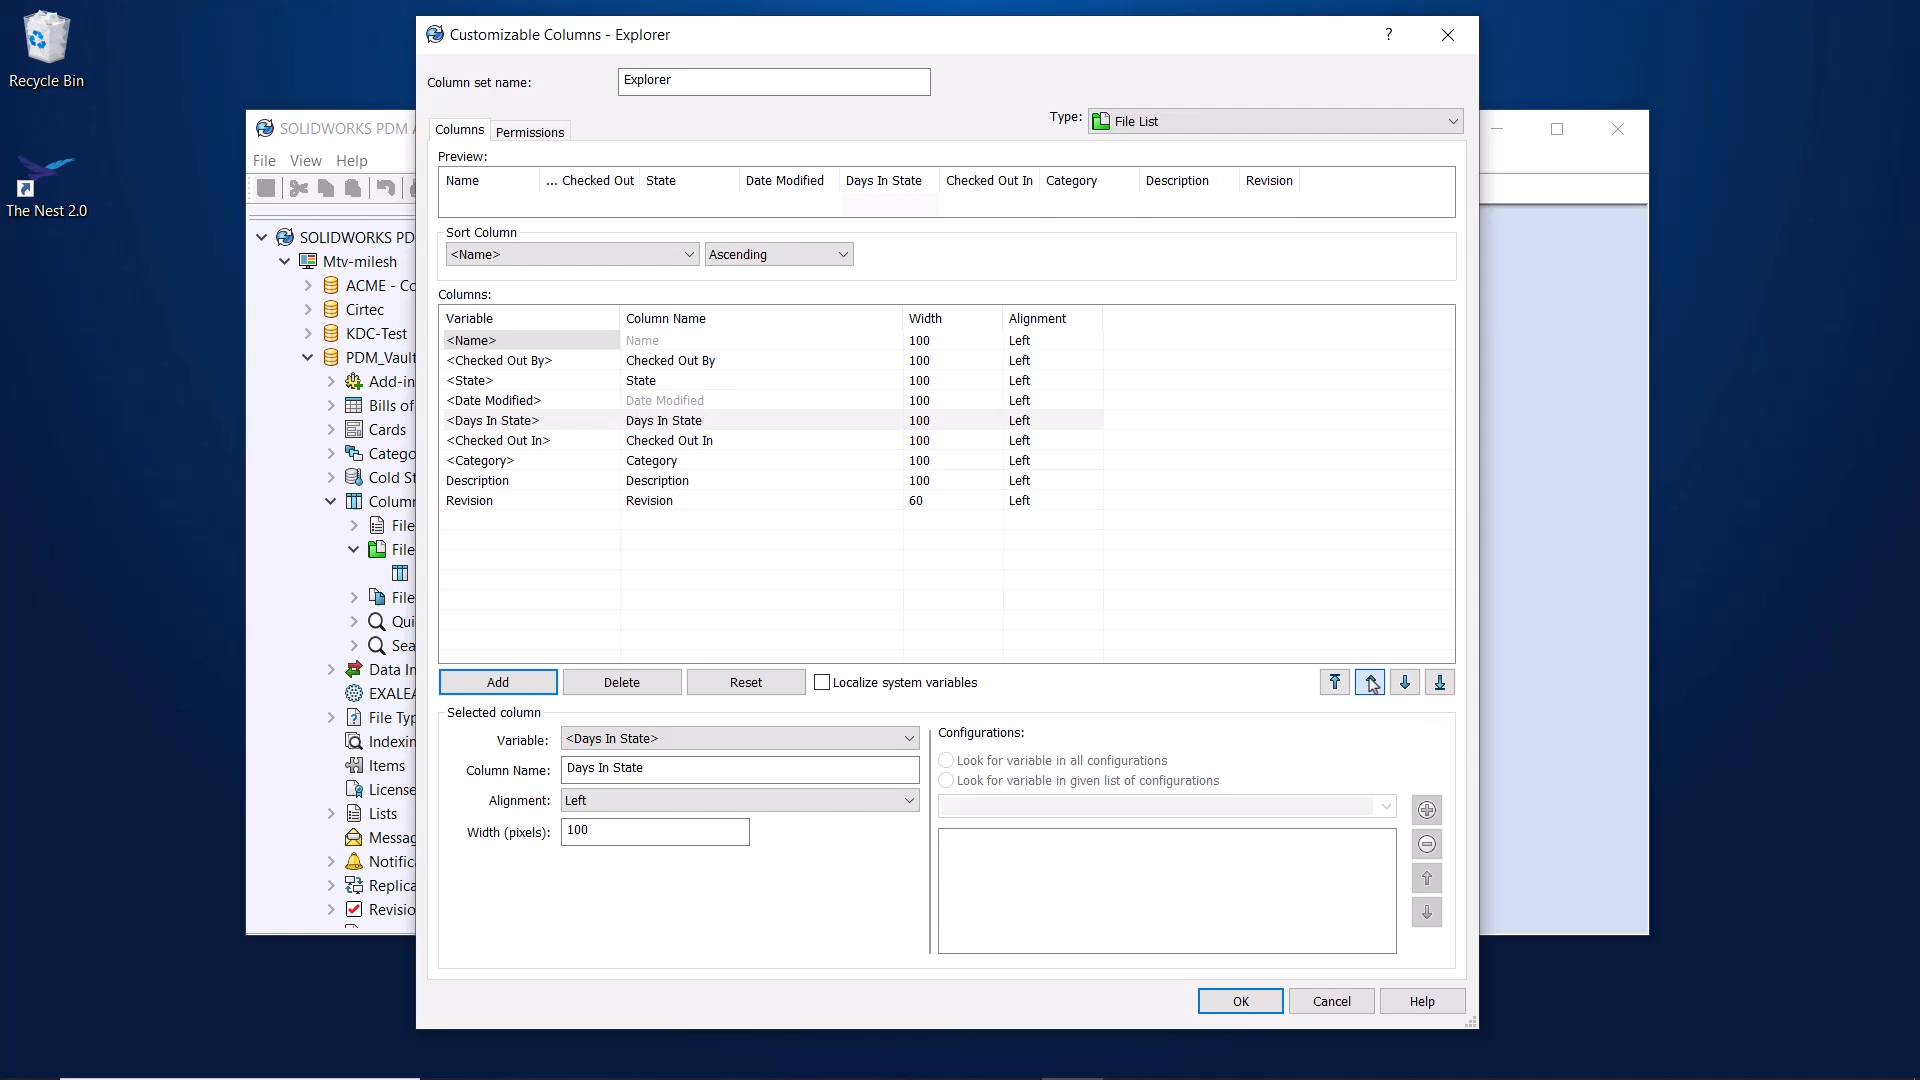 Recycle Bin
The Nest 2.0
SOLIDWORKS PDM A
File View Help
SOLIDWORKS PD
Mtv-milesh
ACME - Co
Cirtec
KDC-Test
PDM_Vault
Add-in
Bills of
Cards
Catego
Cold St
Column
File
File
File
Qui
Sea
Data In
EXALEA
File Typ
Indexin
Items
License
Lists
Messag
Notific
Replica
Revisio
Customizable Columns - Explorer ?
Column set name: Explorer
Type: File List
Columns Permissions
Preview:
Name ... Checked Out State Date Modified Days In State Checked Out In Category Description Revision
Sort Column
<Name> Ascending
Columns:
Variable Column Name Width Alignment
<Name> Name 100 Left
<Checked Out By> Checked Out By 100 Left
<State> State 100 Left
<Date Modified> Date Modified 100 Left
<Days In State> Days In State 100 Left
<Checked Out In> Checked Out In 100 Left
<Category> Category 100 Left
Description Description 100 Left
Revision Revision 60 Left
Add Delete Reset Localize system variables
Selected column
Variable: <Days In State>
Column Name: Days In State
Alignment: Left
Width (pixels): 100
Configurations:
Look for variable in all configurations
Look for variable in given list of configurations
OK Cancel Help